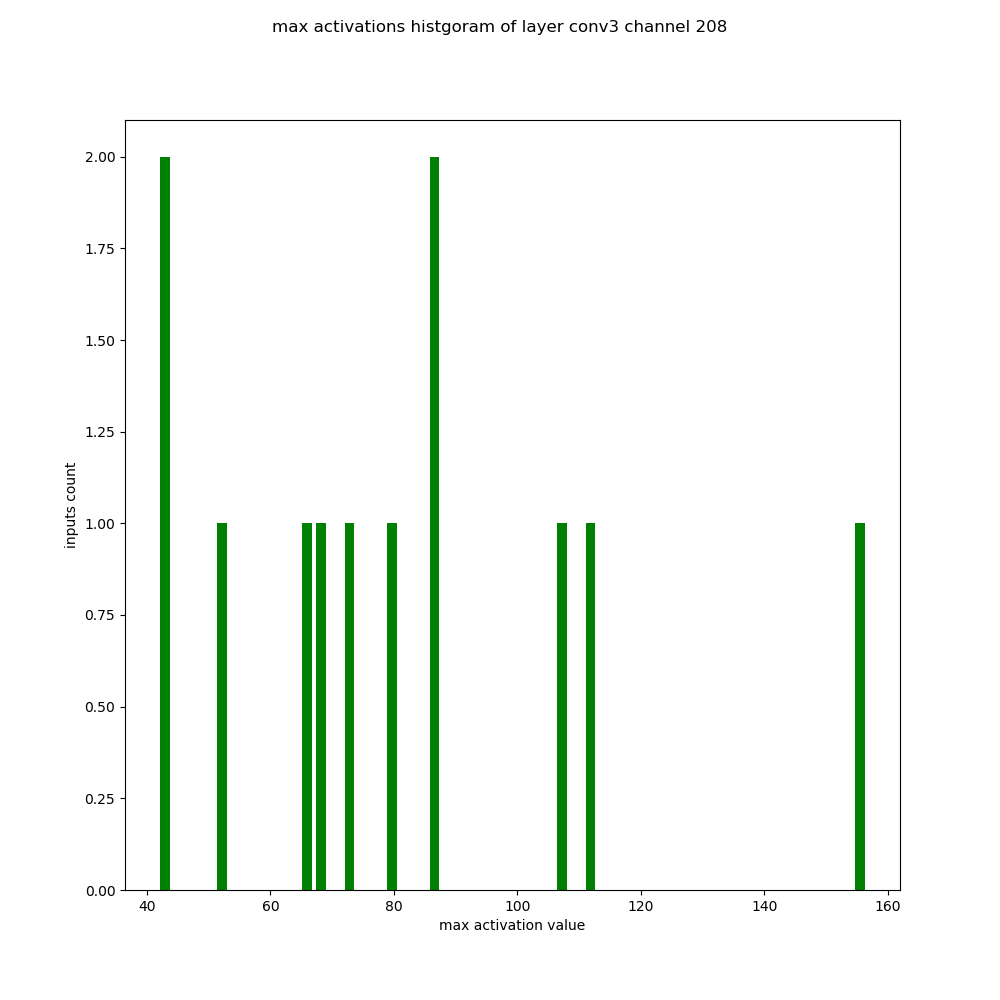 max activations histgoram of layer conv3 channel 208
2.00
1.75
1.50
1.25
1.00
0.75
0.50
0.25
0.00
inputs count
40 60 80 100 120 140 160
max activation value